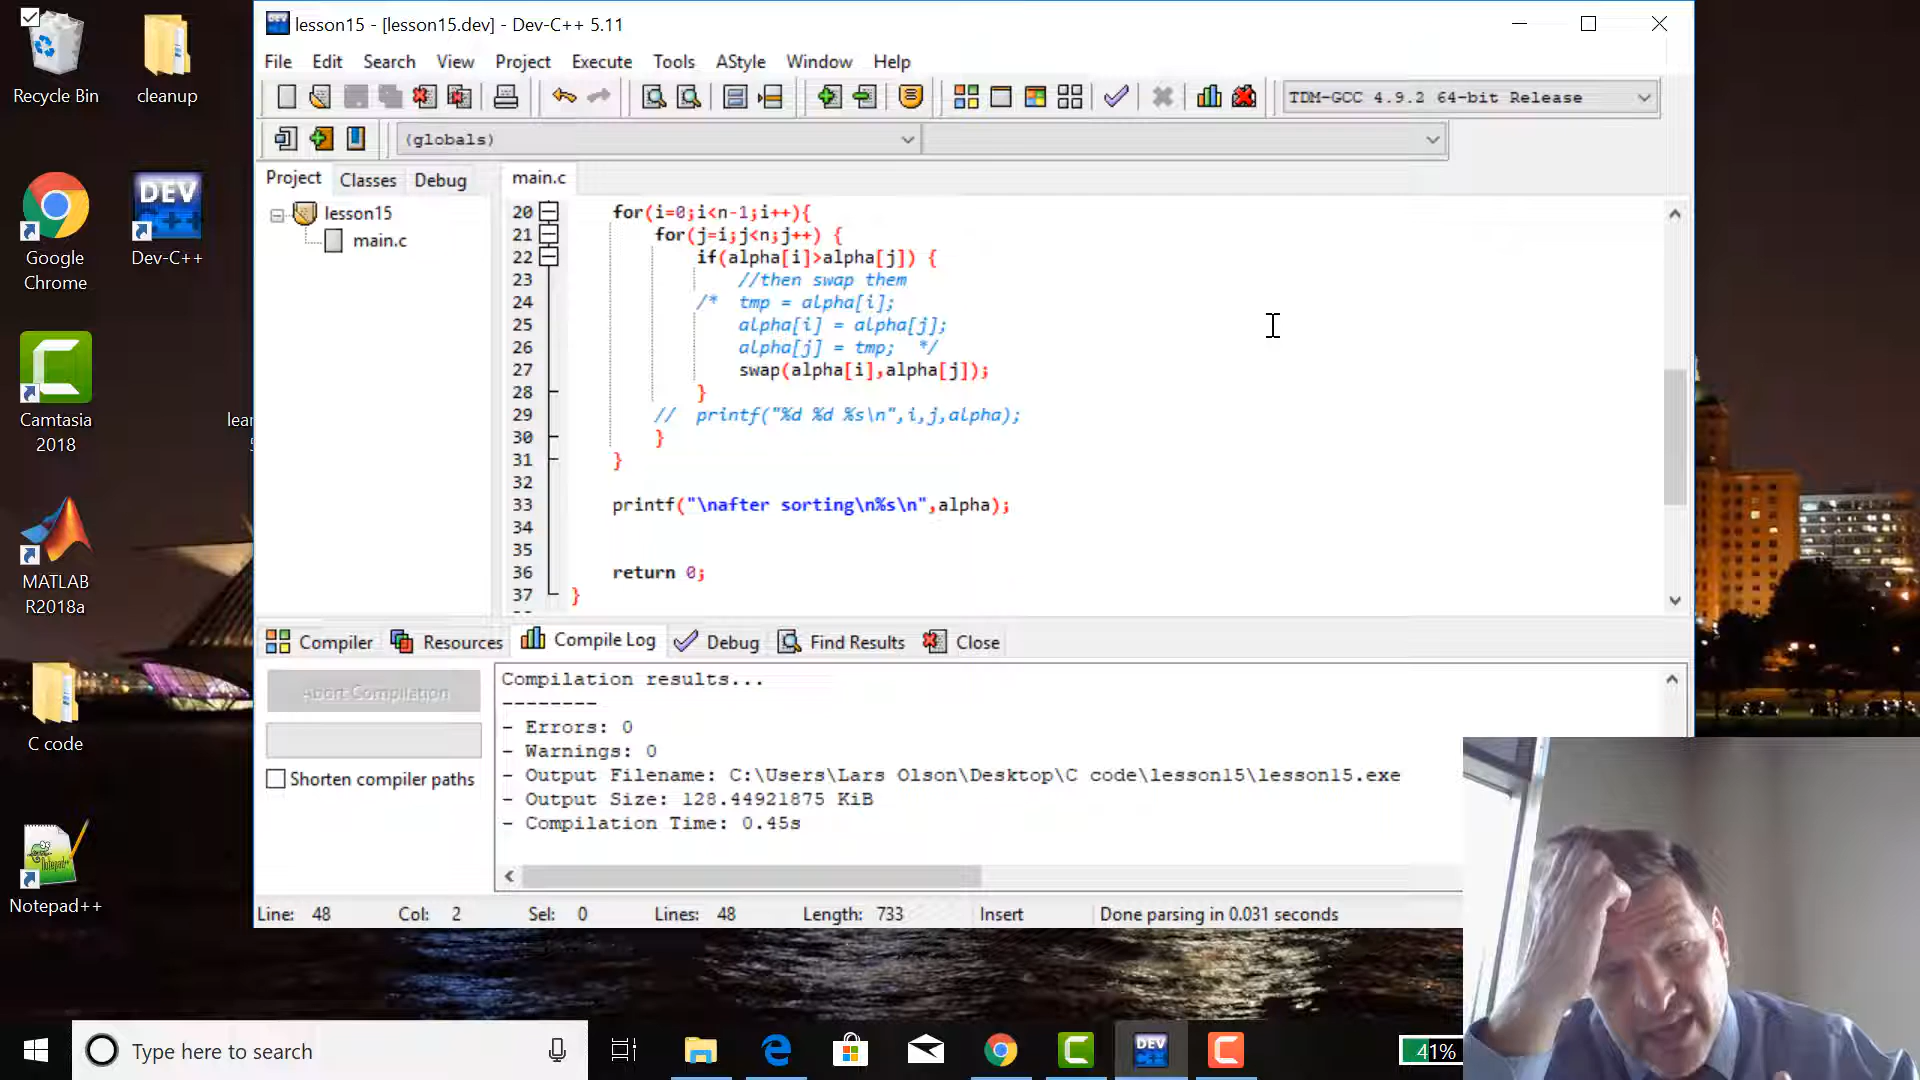 lesson15 - [lesson15.dev] - Dev-C++ 5.11
File Edit Search View Project Execute Tools AStyle Window Help
TDM-GCC 4.9.2 64-bit Release
(globals)
Project Classes Debug
main.c
lesson15
main.c
20 for(i=0;i<n-1;i++){
21 for(j=i;j<n;j++) {
22 if(alpha[i]>alpha[j]) {
23 //then swap them
24 /* tmp = alpha[i];
25 alpha[i] = alpha[j];
26 alpha[j] = tmp; */
27 swap(alpha[i],alpha[j]);
28 }
29 // printf("%d %d %s\n",i,j,alpha);
30 }
31 }
32
33 printf("\nafter sorting\n%s\n",alpha);
34
35
36 return 0;
37 }
Compiler Resources Compile Log Debug Find Results Close
Abort Compilation
Shorten compiler paths
Compilation results...
--------
- Errors: 0
- Warnings: 0
- Output Filename: C:\Users\Lars Olson\Desktop\C code\lesson15\lesson15.exe
- Output Size: 128.44921875 KiB
- Compilation Time: 0.45s
Line: 48 Col: 2 Sel: 0 Lines: 48 Length: 733 Insert Done parsing in 0.031 seconds
Recycle Bin
cleanup
Google Chrome
DEV C++
Dev-C++
Camtasia 2018
lear
MATLAB R2018a
C code
Notepad++
Type here to search
DEV
41%